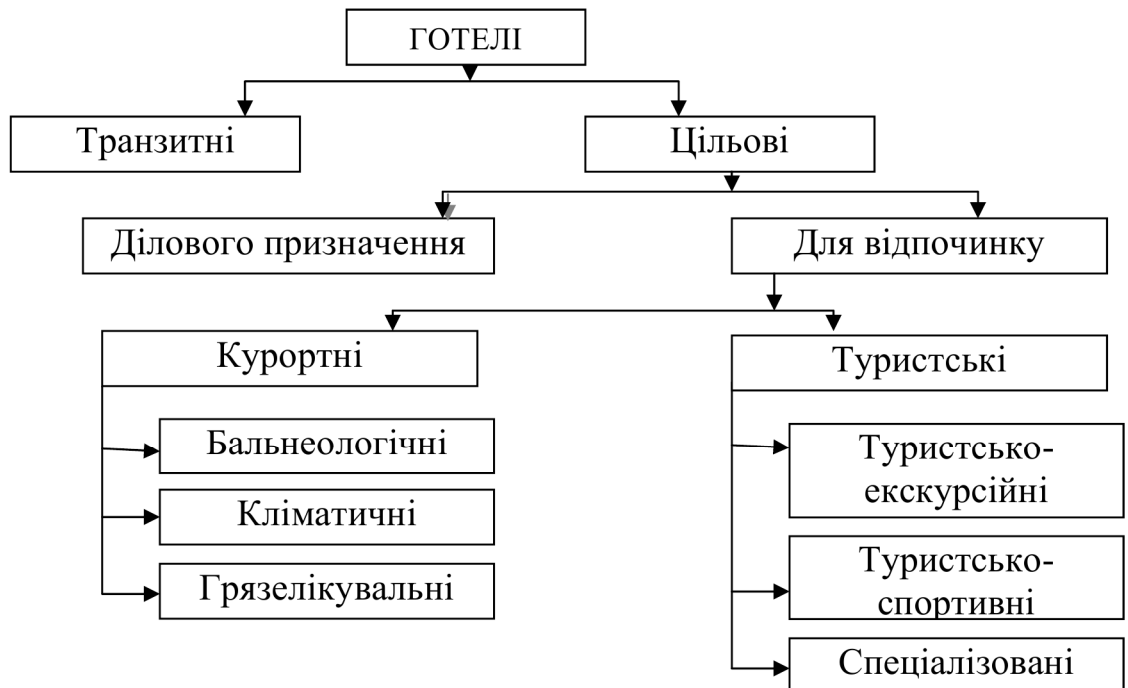 ГОТЕЛІ
Транзитні
Цільові
Ділового призначення
Для відпочинку
Курортні
Туристські
Бальнеологічні
Кліматичні
Грязелікувальні
Туристсько-
екскурсійні
Туристсько-
спортивні
Спеціалізовані